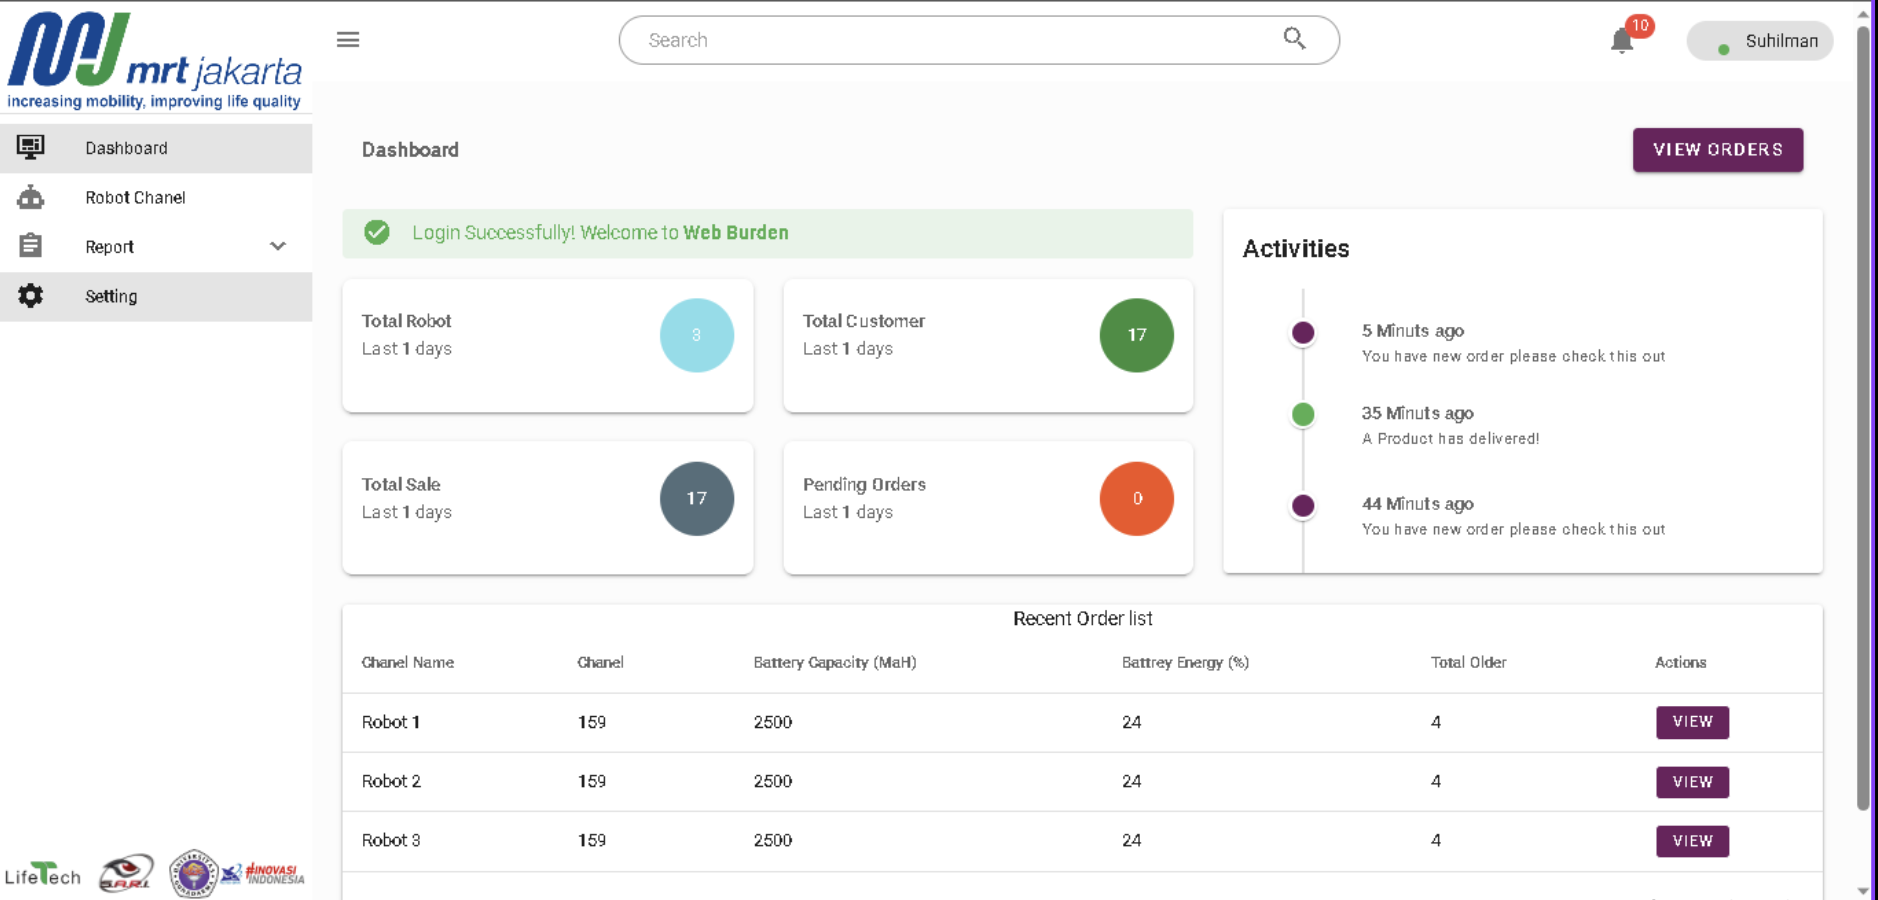 mrt jakarta
increasing mobility, improving life quality
Search
10
Suhilman
Dashboard
Robot Chanel
Report
Setting
Dashboard
VIEW ORDERS
Login Successfully! Welcome to Web Burden
Total Robot
Last 1 days
3
Total Customer
Last 1 days
17
Total Sale
Last 1 days
17
Pending Orders
Last 1 days
0
Activities
5 Minuts ago
You have new order please check this out
35 Minuts ago
A Product has delivered!
44 Minuts ago
You have new order please check this out
Recent Order list
Chanel Name Chanel Battery Capacity (MaH) Battrey Energy (%) Total Older Actions
Robot 1 159 2500 24 4 VIEW
Robot 2 159 2500 24 4 VIEW
Robot 3 159 2500 24 4 VIEW
LifeTech
S.A.R.I.
UNIVERSITAS GUNADARMA
#INOVASI
INDONESIA